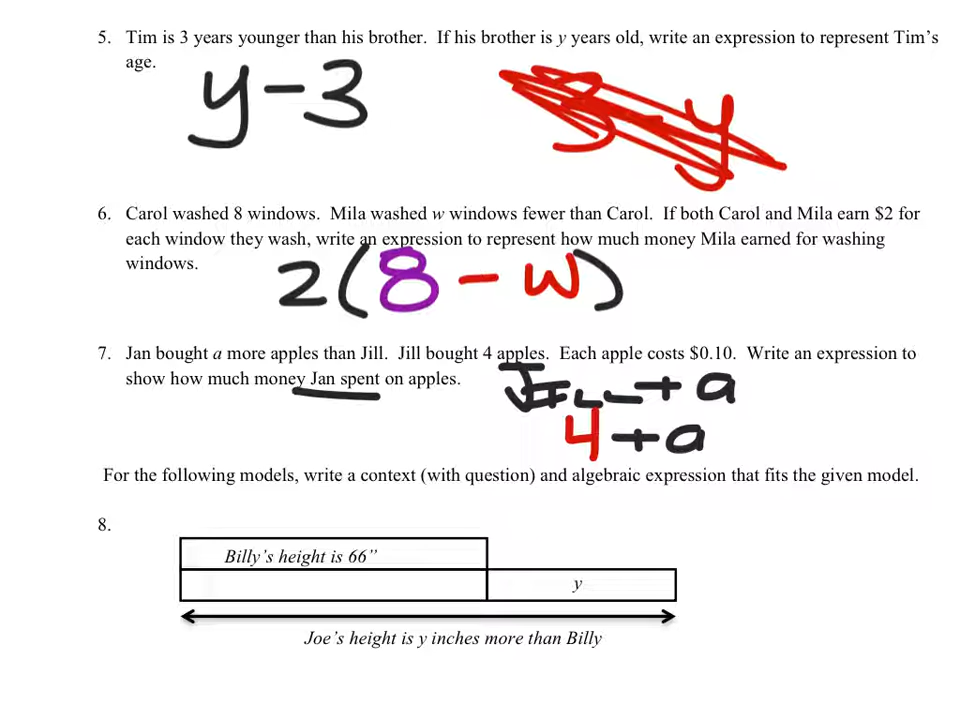 5. Tim is 3 years younger than his brother. If his brother is y years old, write an expression to represent Tim's
age.
y-3
6. Carol washed 8 windows. Mila washed w windows fewer than Carol. If both Carol and Mila earn $2 for
each window they wash, write an expression to represent how much money Mila earned for washing
windows.
2(8-w)
7. Jan bought a more apples than Jill. Jill bought 4 apples. Each apple costs $0.10. Write an expression to
show how much money Jan spent on apples.
JILL+a
4+a
For the following models, write a context (with question) and algebraic expression that fits the given model.
8.
Billy's height is 66”
y
Joe's height is y inches more than Billy